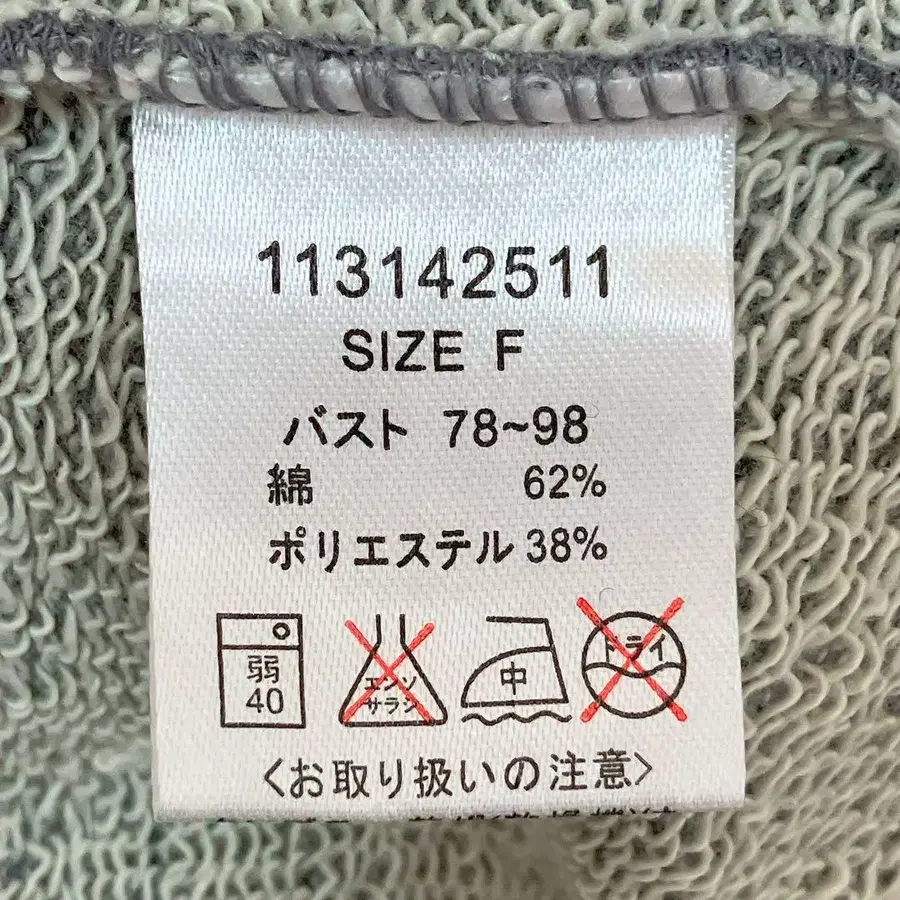 113142511
SIZE F
バスト 78~98
綿 62%
ポリエステル 38%
弱
40
エンソ
サラシ
中
ドライ
〈お取り扱いの注意〉